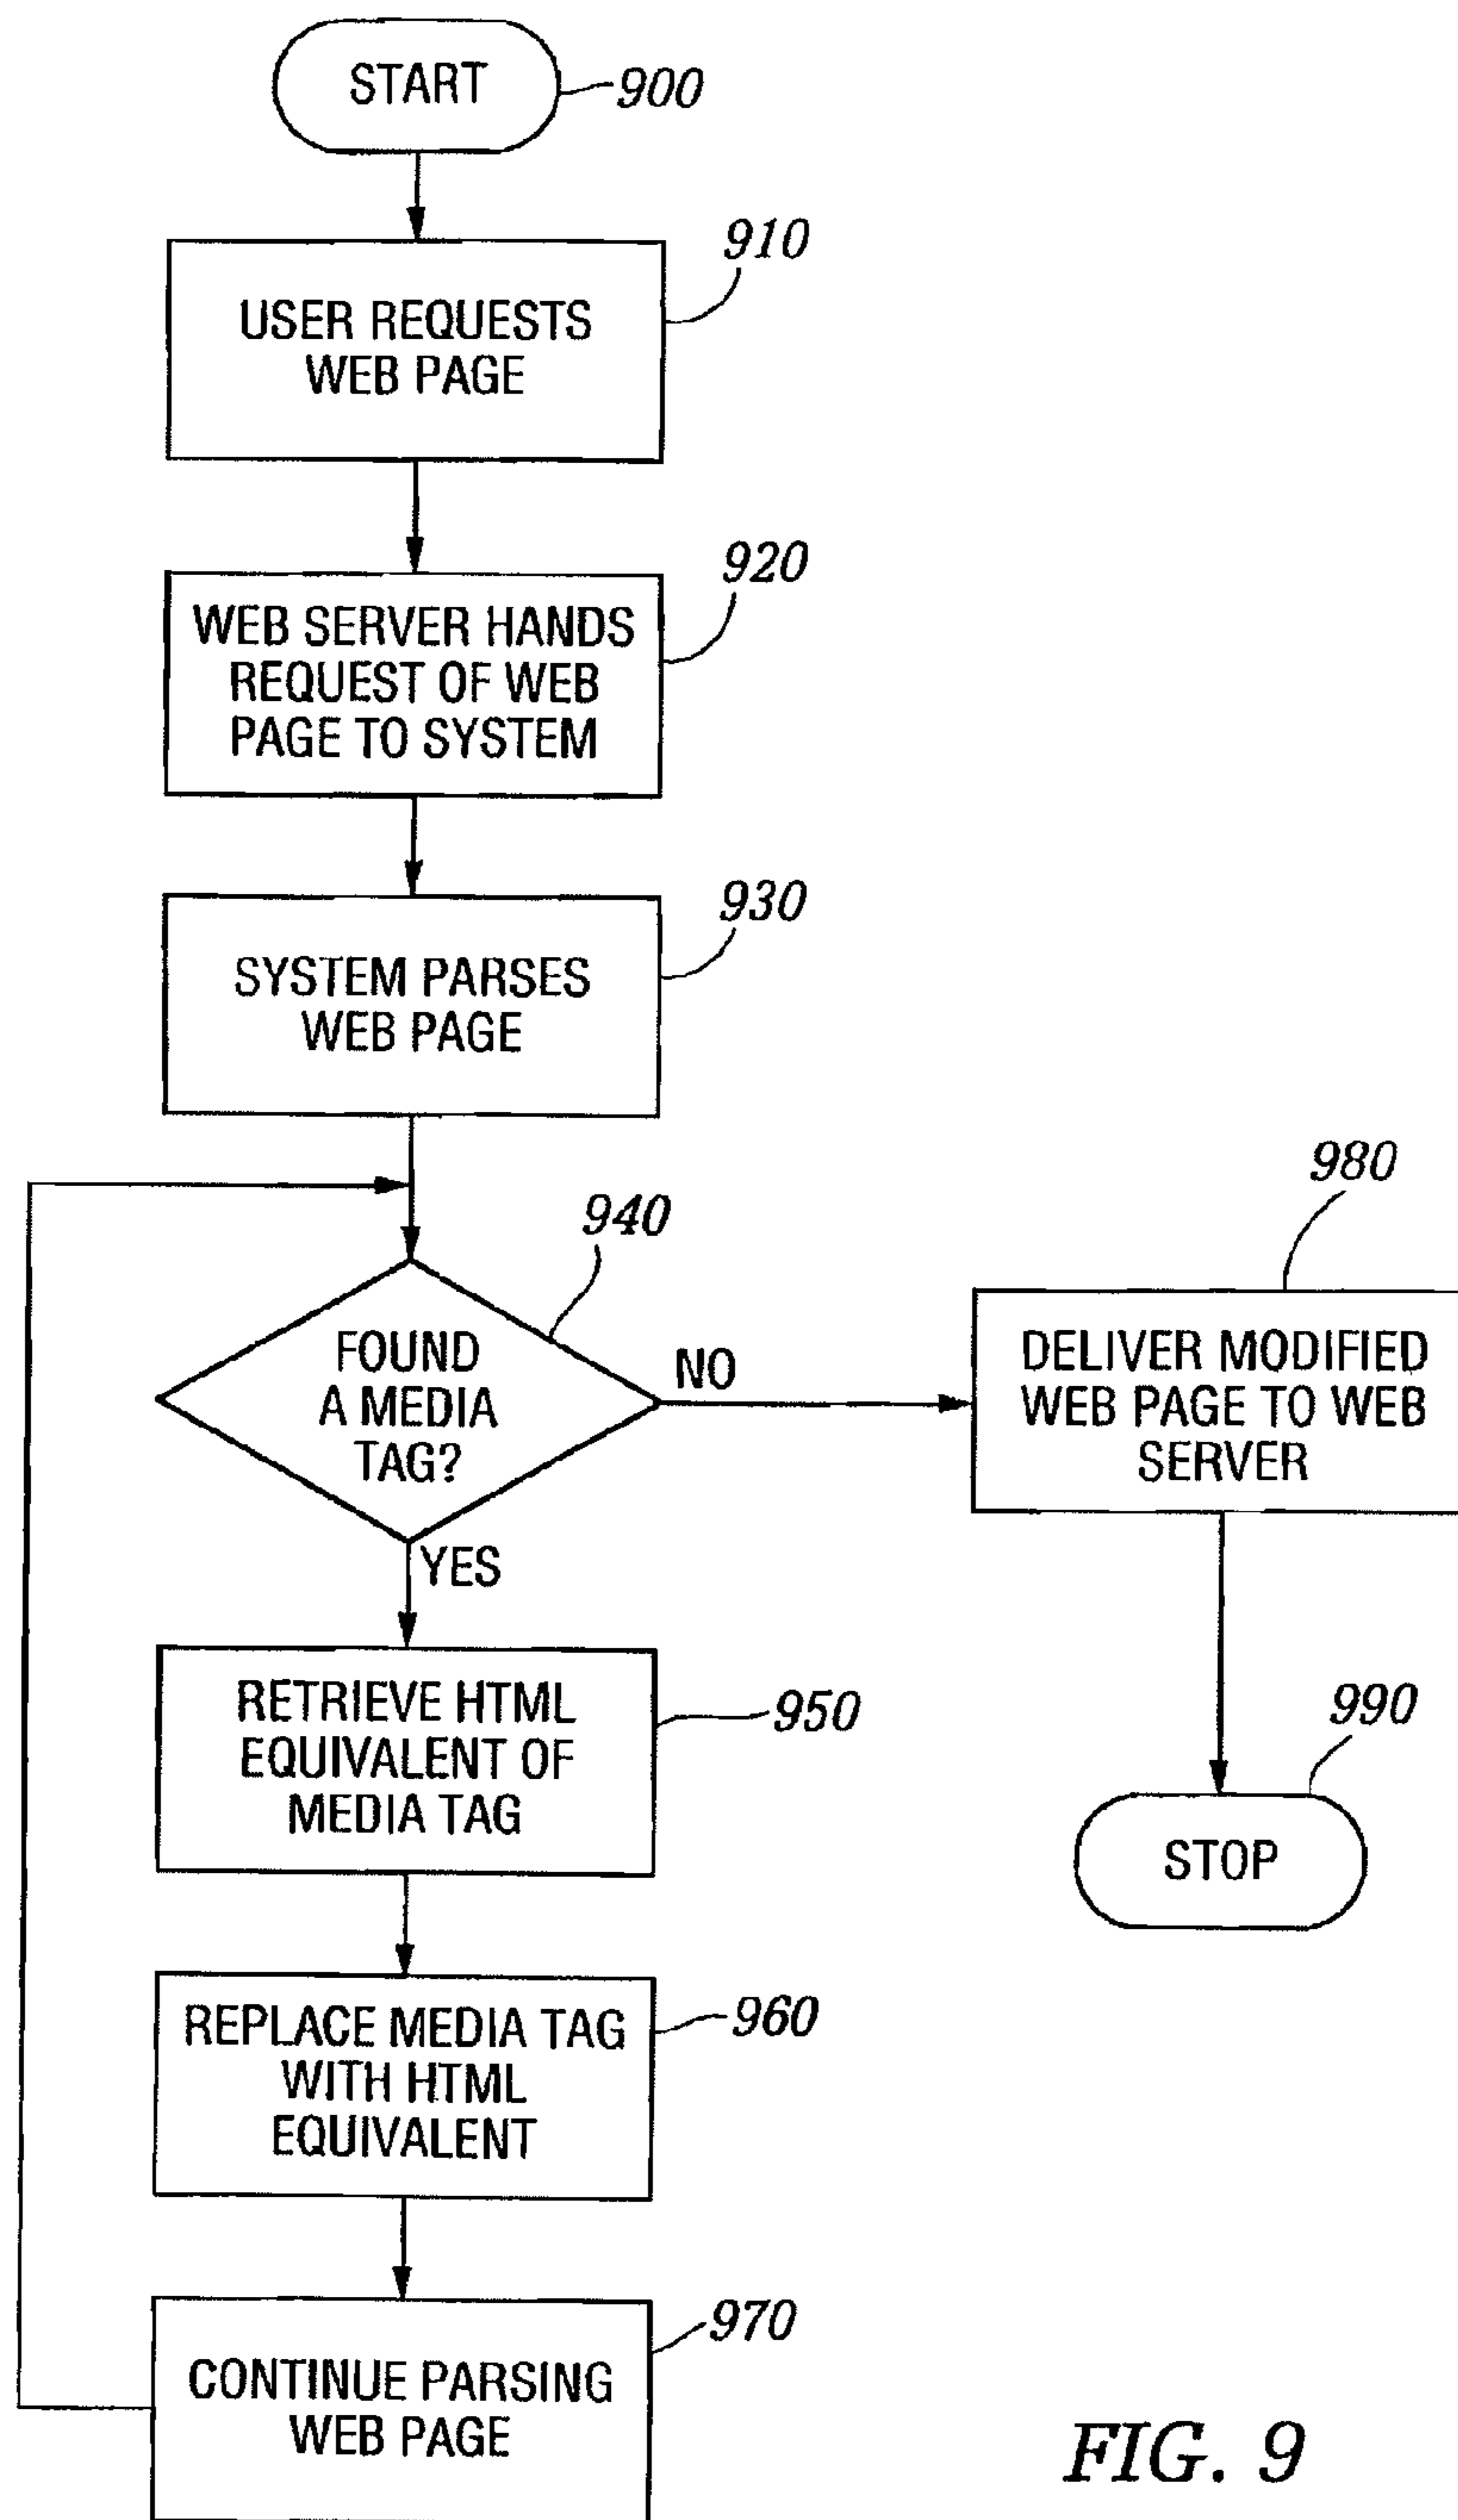 START
900
910
USER REQUESTS
WEB PAGE
920
WEB SERVER HANDS
REQUEST OF WEB
PAGE TO SYSTEM
930
SYSTEM PARSES
WEB PAGE
940
FOUND
A MEDIA
TAG?
NO
YES
980
DELIVER MODIFIED
WEB PAGE TO WEB
SERVER
990
STOP
RETRIEVE HTML
EQUIVALENT OF
MEDIA TAG
950
REPLACE MEDIA TAG
WITH HTML
EQUIVALENT
960
CONTINUE PARSING
WEB PAGE
970
FIG. 9